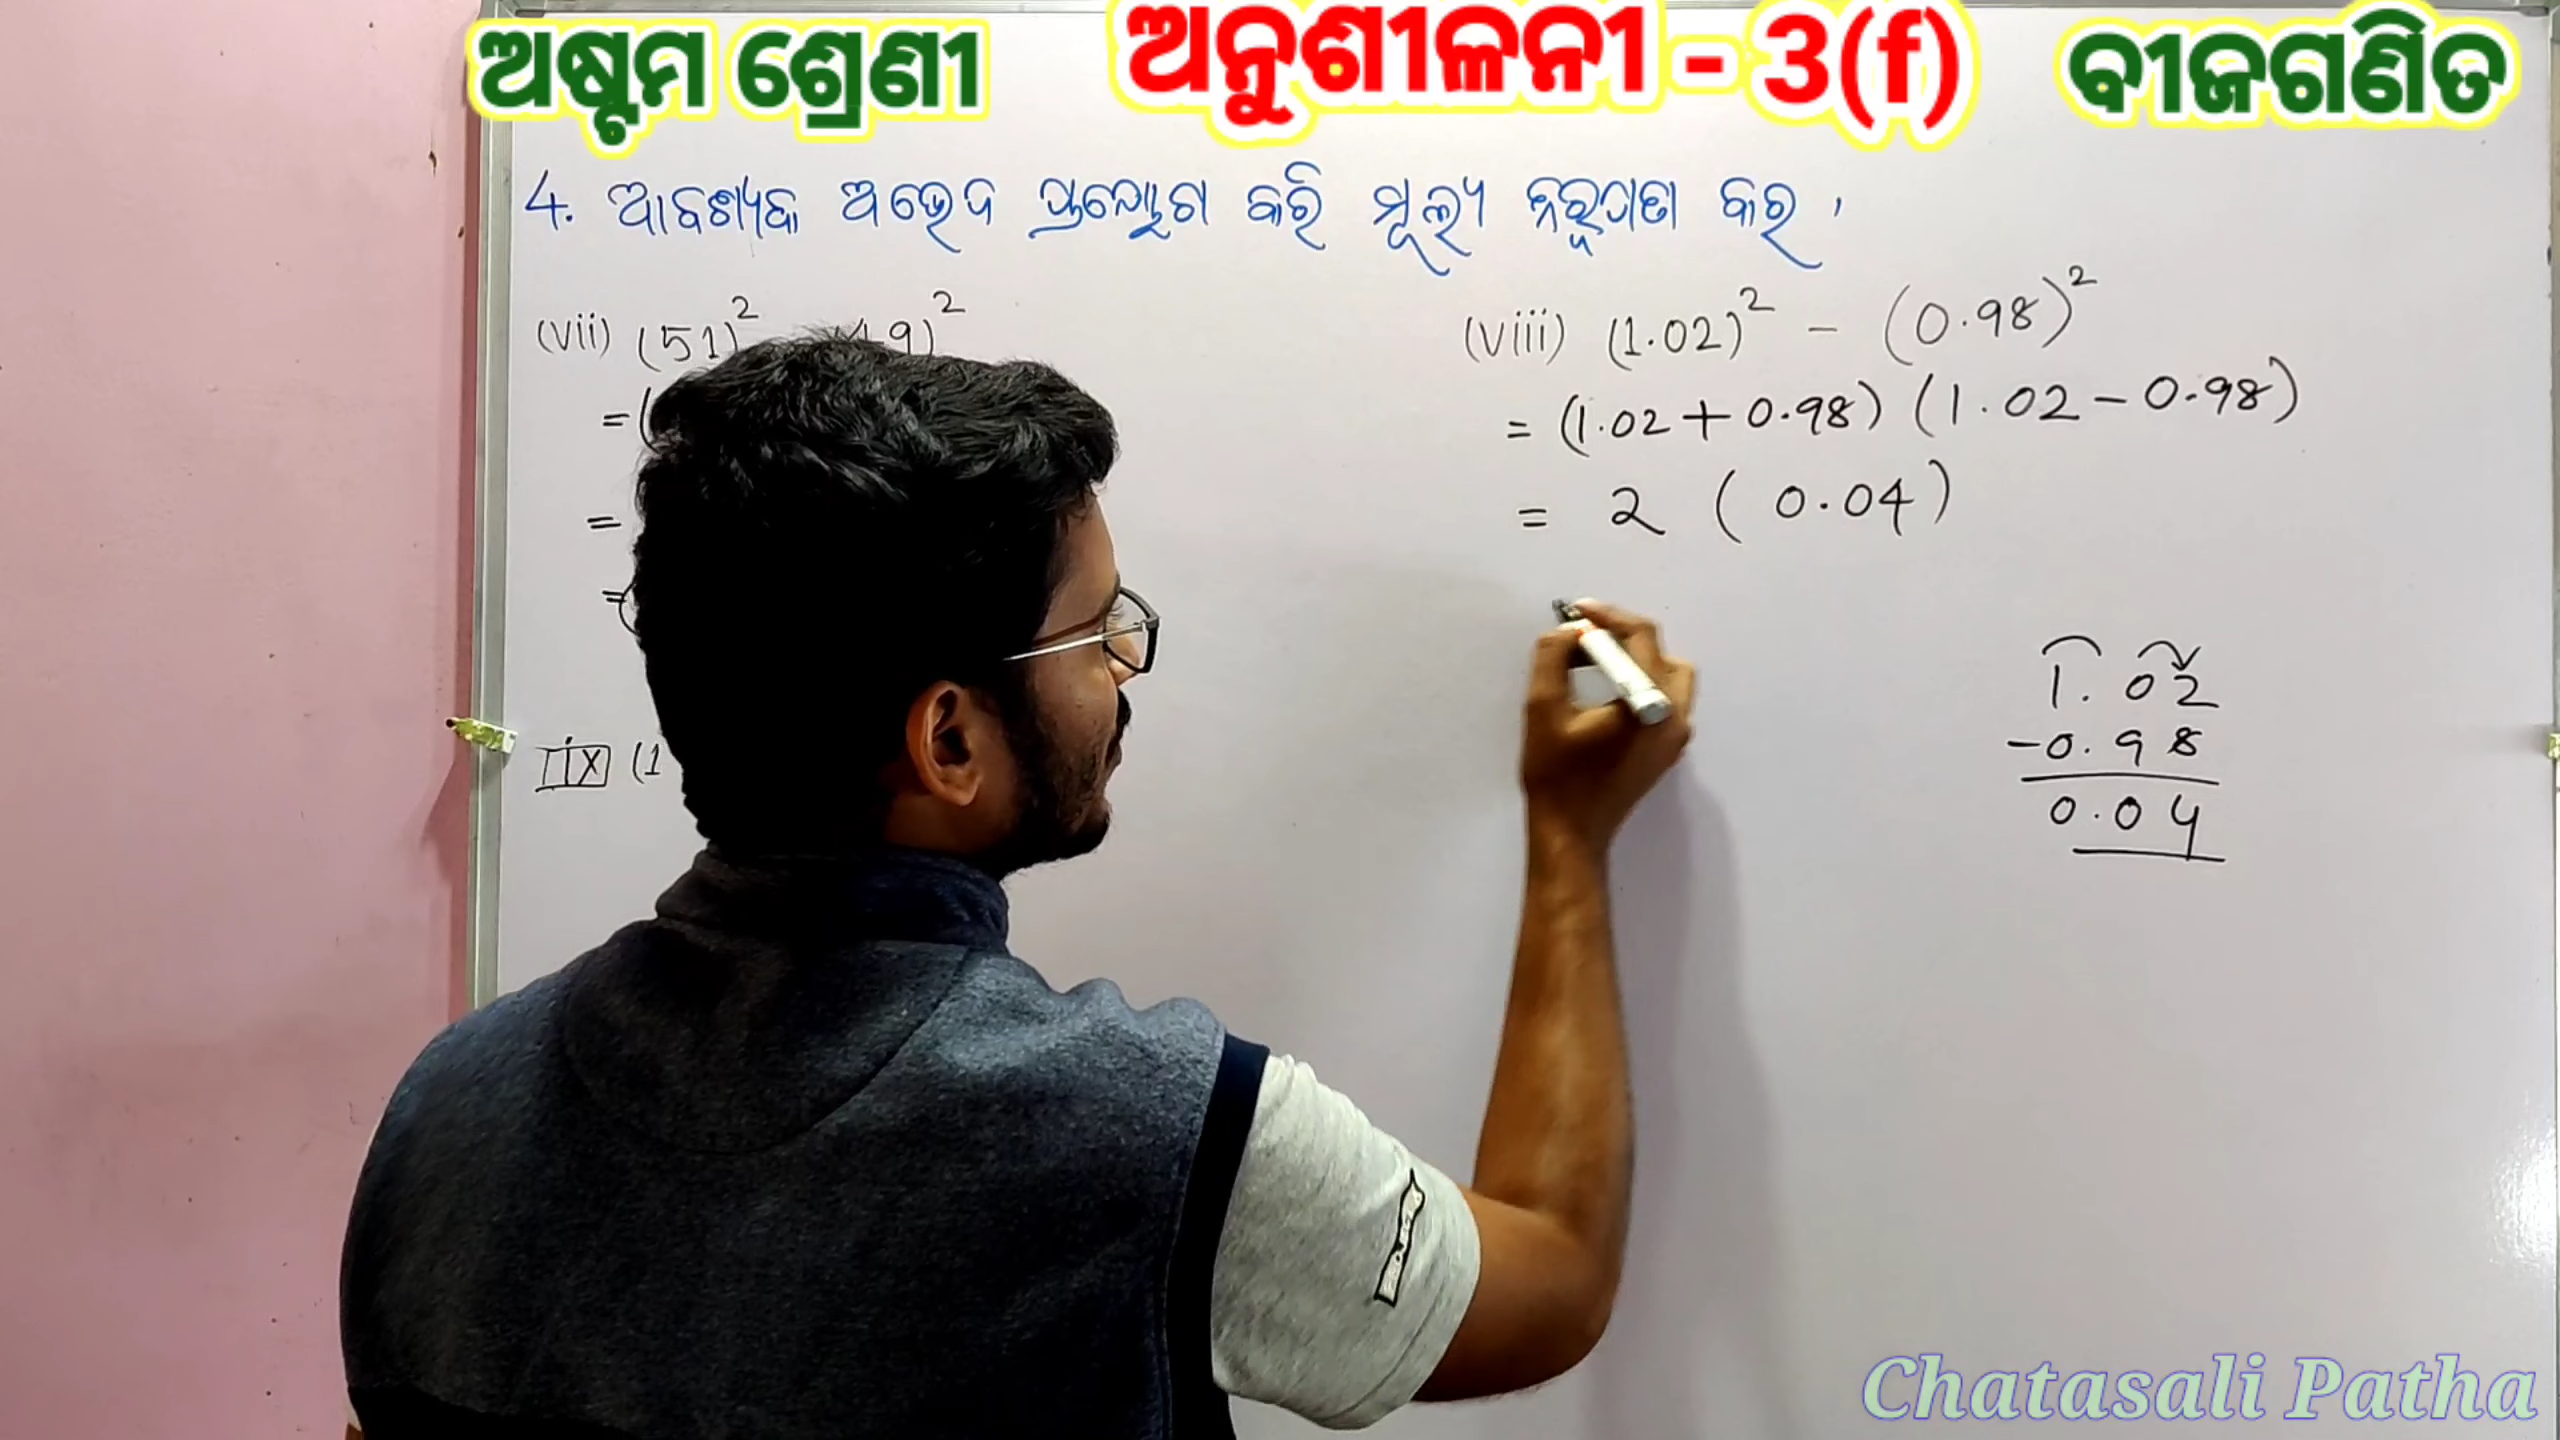 ଅଷ୍ଟମ ଶ୍ରେଣୀ ଅନୁଶୀଳନୀ - 3(f) ବୀଜଗଣିତ
4. ଆବଶ୍ୟକ ଅଭେଦ ପ୍ରୟୋଗ କରି ମୂଲ୍ୟ ନିରୂପଣ କର ।
(vii) (51)² 49)²
= (
=
= (
ix (1
(viii) (1.02)² - (0.98)²
= (1.02 + 0.98) (1.02 - 0.98)
= 2 (0.04)
1.02
-0.98
0.04
Chatasali Patha